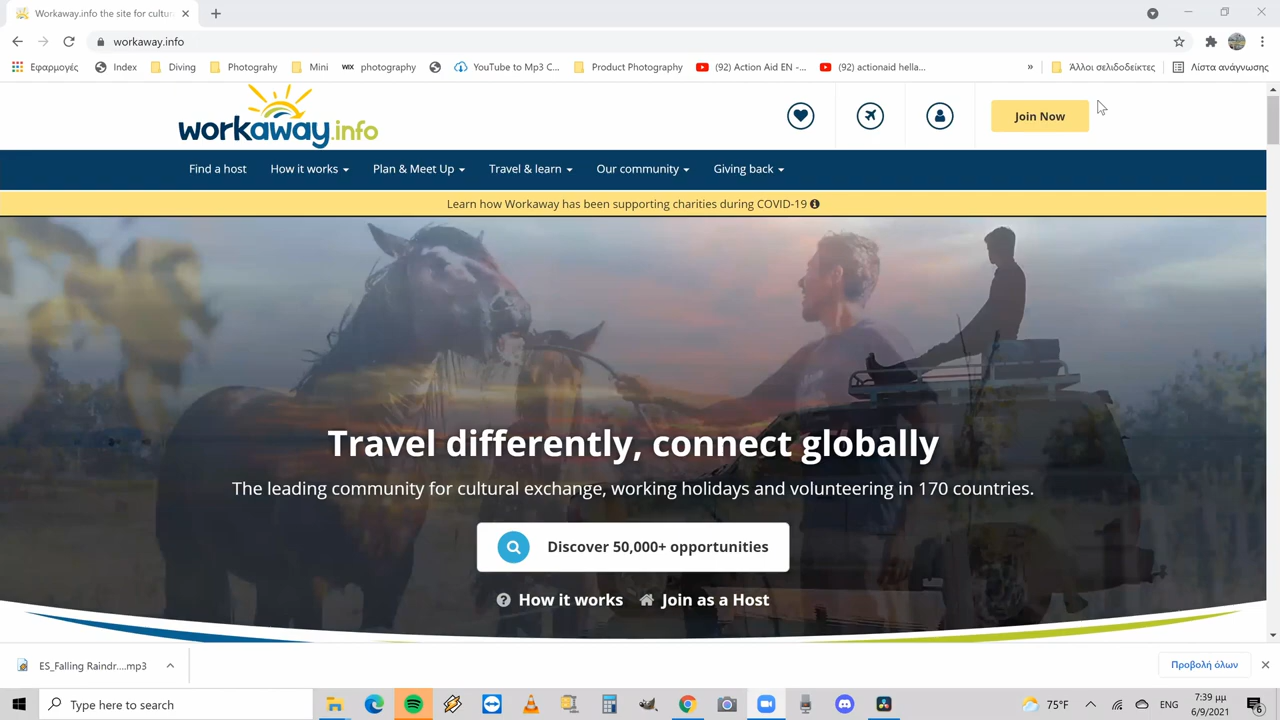 Workaway.info the site for cultu
workaway.info
Εφαρμογές
Index
Diving
Photograhy
Mini
WIX photography
YouTube to Mp3 C...
Product Photography
(92) Action Aid EN -...
(92) actionaid hella...
»
Άλλοι σελιδοδείκτες
Λίστα ανάγνωσης
workaway.info
Join Now
Find a host
How it works
Plan & Meet Up
Travel & learn
Our community
Giving back
Learn how Workaway has been supporting charities during COVID-19
Travel differently, connect globally
The leading community for cultural exchange, working holidays and volunteering in 170 countries.
Discover 50,000+ opportunities
How it works
Join as a Host
ES_Falling Raindr....mp3
Προβολή όλων
Type here to search
75°F
ENG
7:39 μμ
6/9/2021
6